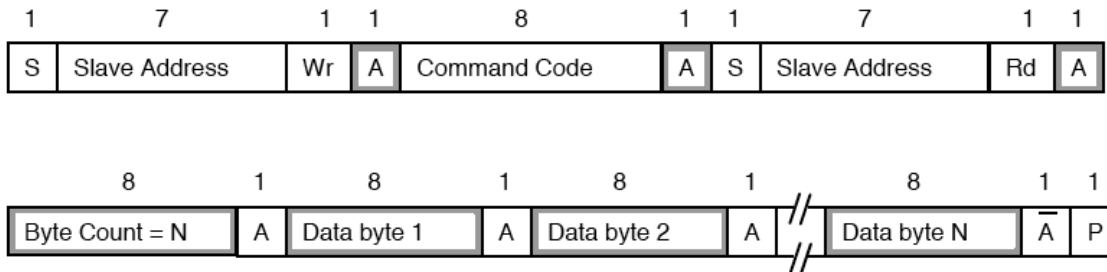 1 7 1 1 8 1 1 7 1 1
S Slave Address Wr A Command Code A S Slave Address Rd A
8 1 8 1 8 1 8 1 1
Byte Count = N A Data byte 1 A Data byte 2 A // Data byte N A̅ P